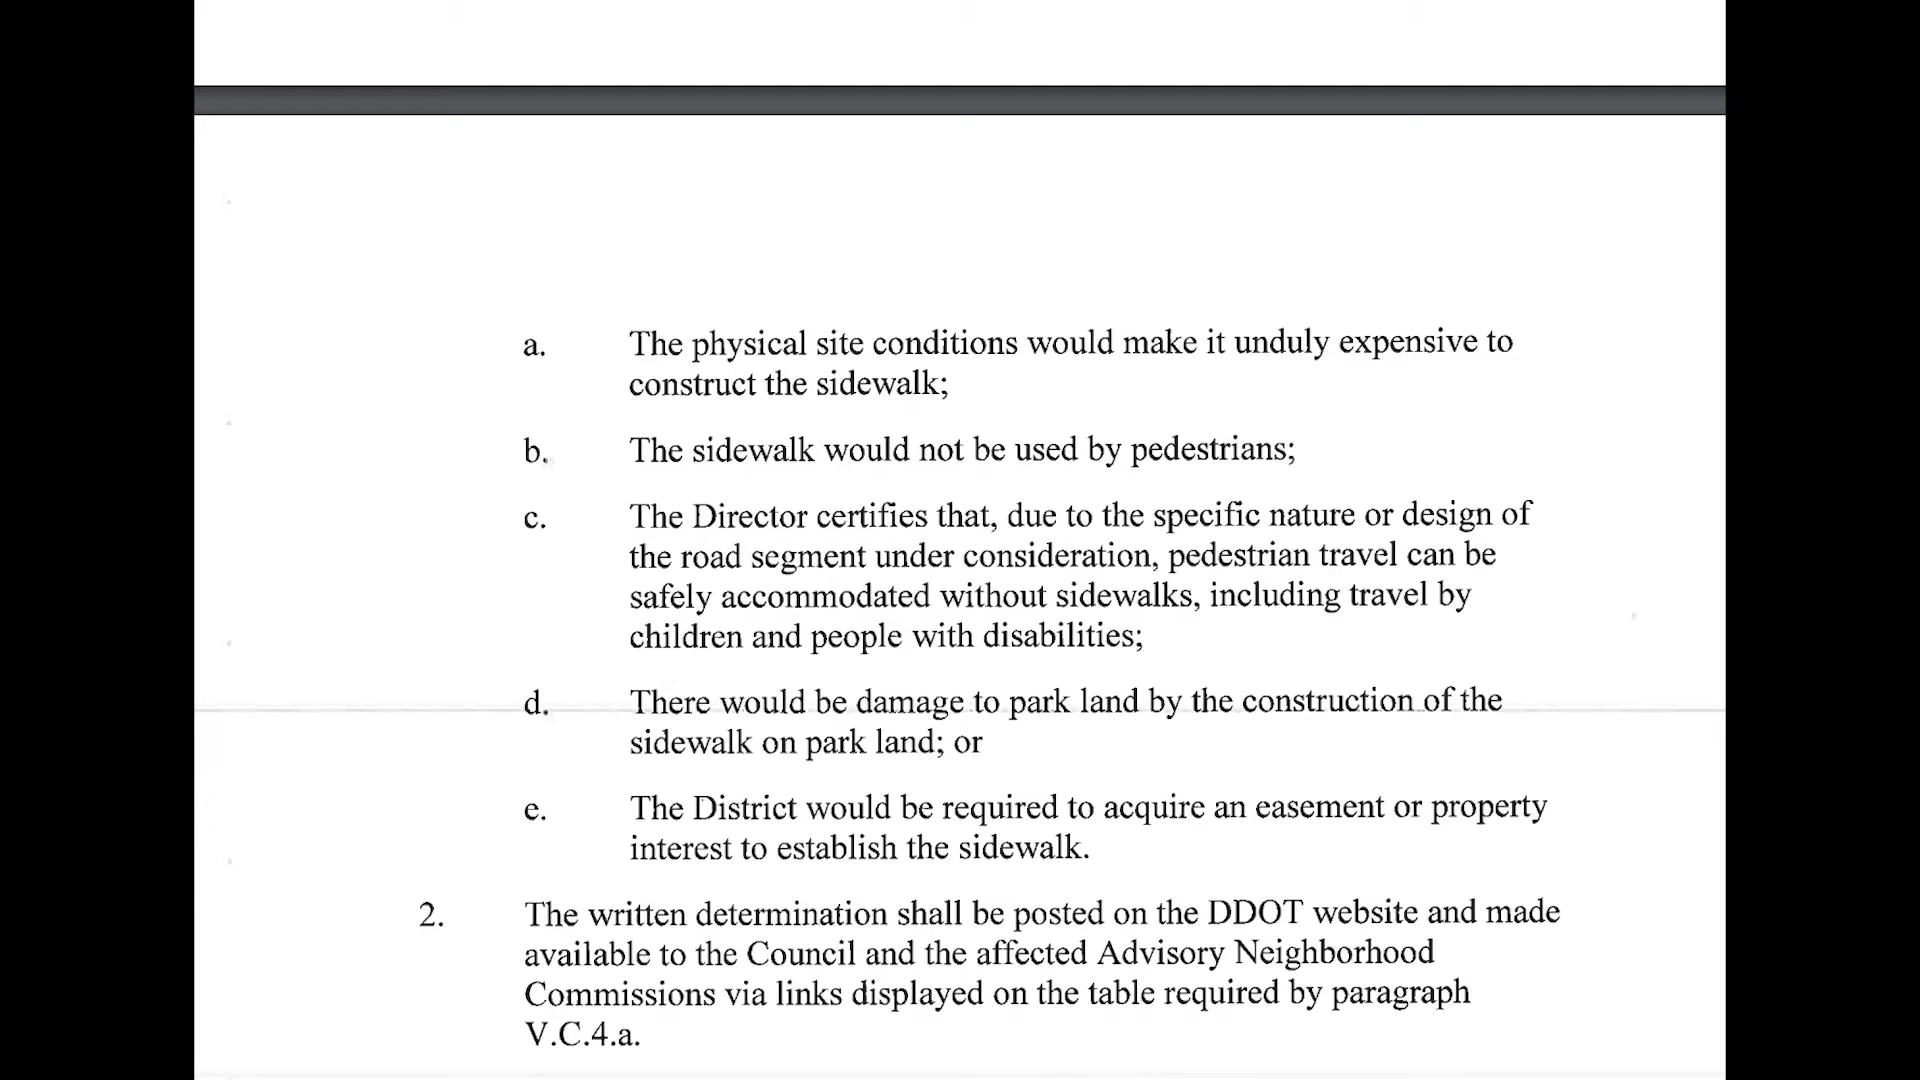 a. The physical site conditions would make it unduly expensive to
construct the sidewalk;
b. The sidewalk would not be used by pedestrians;
c. The Director certifies that, due to the specific nature or design of
the road segment under consideration, pedestrian travel can be
safely accommodated without sidewalks, including travel by
children and people with disabilities;
d. There would be damage to park land by the construction of the
sidewalk on park land; or
e. The District would be required to acquire an easement or property
interest to establish the sidewalk.
2. The written determination shall be posted on the DDOT website and made
available to the Council and the affected Advisory Neighborhood
Commissions via links displayed on the table required by paragraph
V.C.4.a.